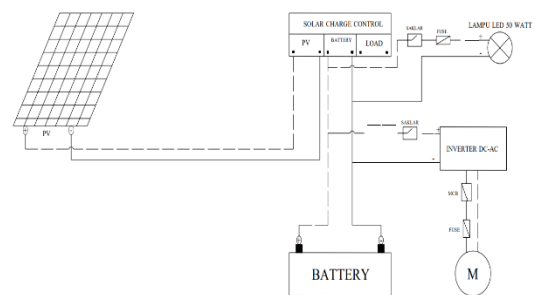 SOLAR CHARGE CONTROL
PV
BATTERY
LOAD
SAKLAR
FUSE
+
-
LAMPU LED 50 WATT
PV
SAKLAR
+
-
INVERTER DC-AC
MCB
FUSE
BATTERY
M